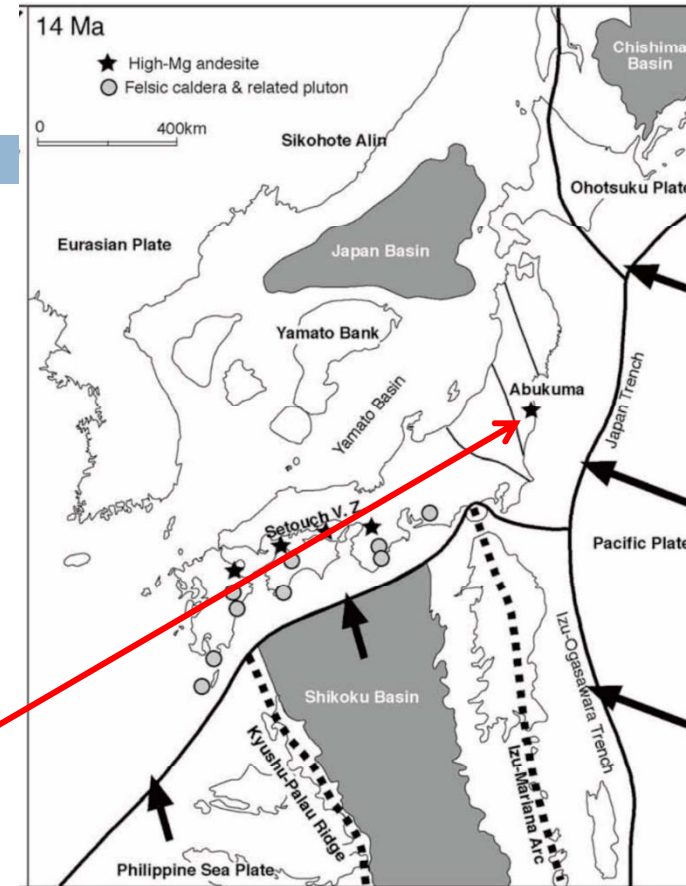 14 Ma
High-Mg andesite
Felsic caldera & related pluton
0 400km
Chishima
Basin
Sikohote Alin
Ohotsuku Plate
Eurasian Plate
Japan Basin
Yamato Bank
Abukuma
Yamato Basin
Japan Trench
Setouch V. Z.
Pacific Plate
Izu-Ogasawara Trench
Shikoku Basin
Kyushu-Palau Ridge
Izu-Mariana Arc
Philippine Sea Plate